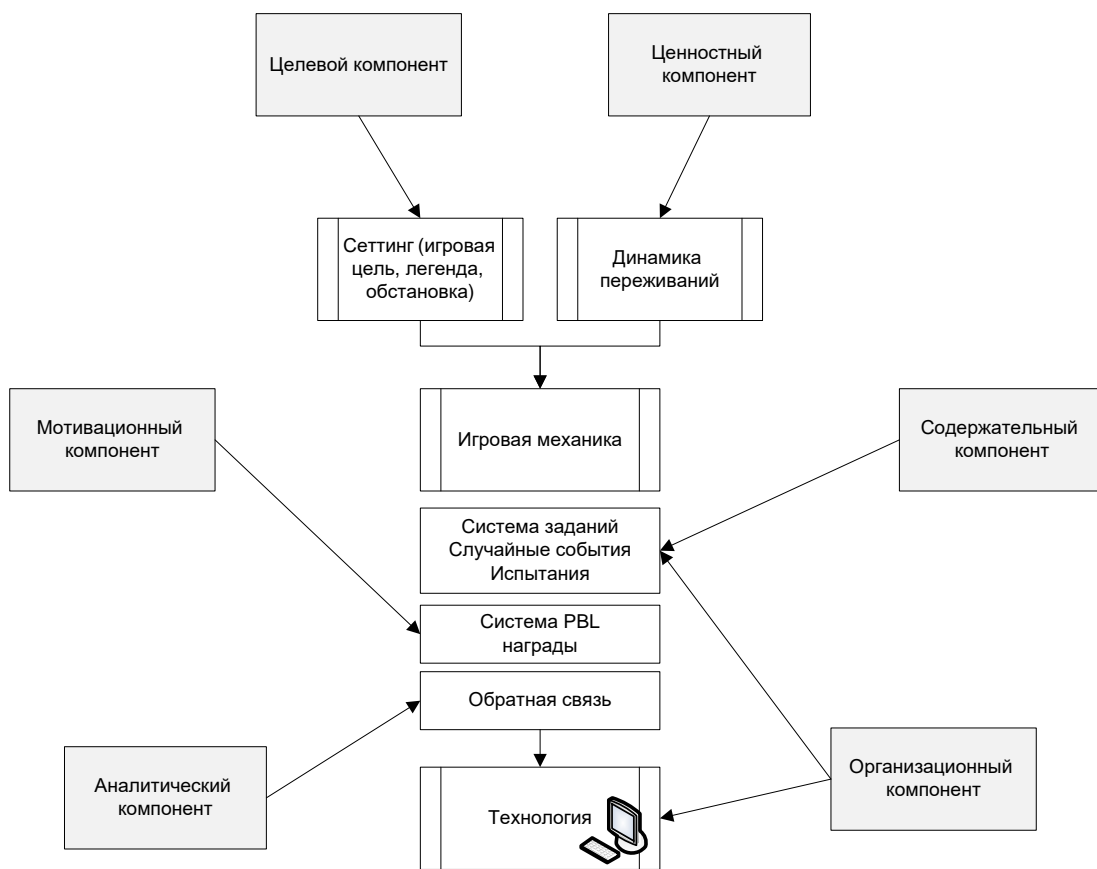 Целевой компонент
Ценностный
компонент
Сеттинг (игровая
цель, легенда,
обстановка)
Динамика
переживаний
Мотивационный
компонент
Игровая механика
Содержательный
компонент
Система заданий
Случайные события
Испытания
Система PBL
награды
Обратная связь
Аналитический
компонент
Организационный
компонент
Технология